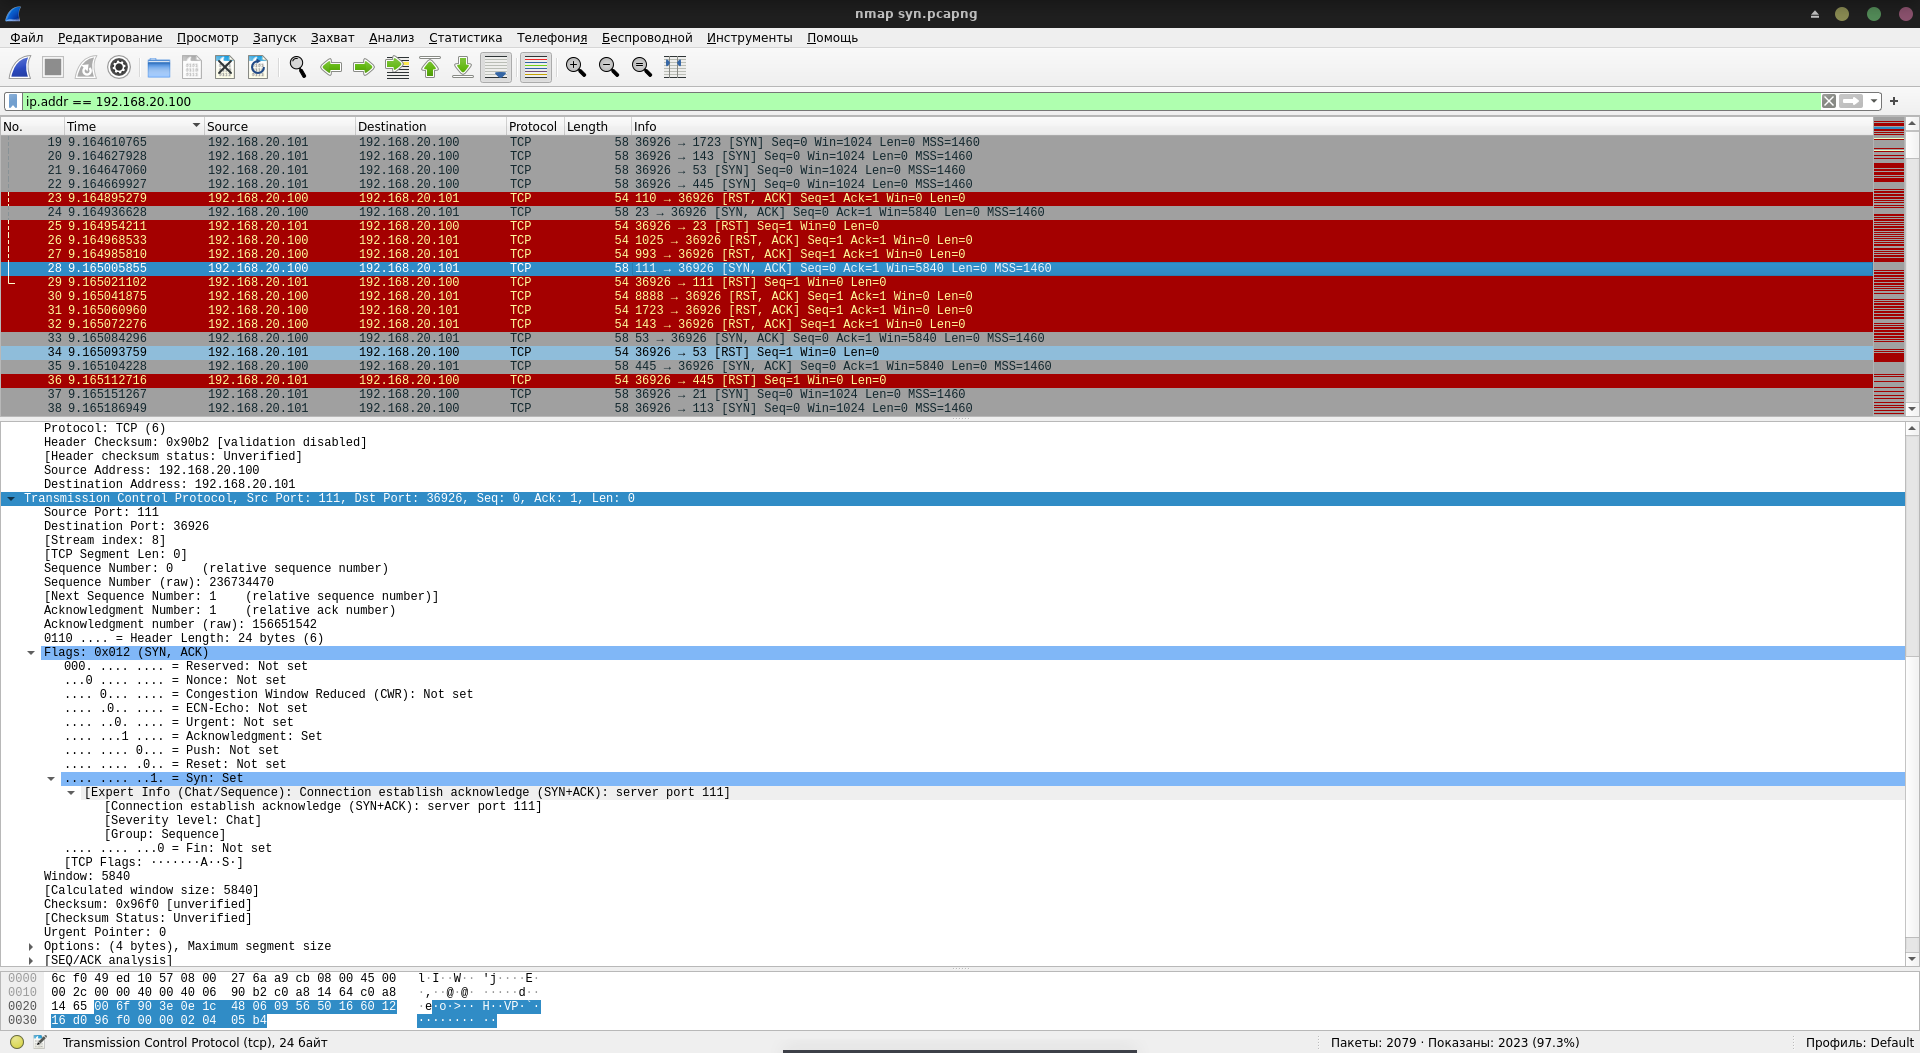 nmap syn.pcapng
Файл Редактирование Просмотр Запуск Захват Анализ Статистика Телефония Беспроводной Инструменты Помощь
ip.addr == 192.168.20.100
No. Time Source Destination Protocol Length Info
19 9.164610765 192.168.20.101 192.168.20.100 TCP 58 36926 → 1723 [SYN] Seq=0 Win=1024 Len=0 MSS=1460
20 9.164627928 192.168.20.101 192.168.20.100 TCP 58 36926 → 143 [SYN] Seq=0 Win=1024 Len=0 MSS=1460
21 9.164647060 192.168.20.101 192.168.20.100 TCP 58 36926 → 53 [SYN] Seq=0 Win=1024 Len=0 MSS=1460
22 9.164669927 192.168.20.101 192.168.20.100 TCP 58 36926 → 445 [SYN] Seq=0 Win=1024 Len=0 MSS=1460
23 9.164895279 192.168.20.100 192.168.20.101 TCP 54 110 → 36926 [RST, ACK] Seq=1 Ack=1 Win=0 Len=0
24 9.164936628 192.168.20.100 192.168.20.101 TCP 58 23 → 36926 [SYN, ACK] Seq=0 Ack=1 Win=5840 Len=0 MSS=1460
25 9.164954211 192.168.20.101 192.168.20.100 TCP 54 36926 → 23 [RST] Seq=1 Win=0 Len=0
26 9.164968533 192.168.20.100 192.168.20.101 TCP 54 1025 → 36926 [RST, ACK] Seq=1 Ack=1 Win=0 Len=0
27 9.164985810 192.168.20.100 192.168.20.101 TCP 54 993 → 36926 [RST, ACK] Seq=1 Ack=1 Win=0 Len=0
28 9.165005855 192.168.20.100 192.168.20.101 TCP 58 111 → 36926 [SYN, ACK] Seq=0 Ack=1 Win=5840 Len=0 MSS=1460
29 9.165021102 192.168.20.101 192.168.20.100 TCP 54 36926 → 111 [RST] Seq=1 Win=0 Len=0
30 9.165041875 192.168.20.100 192.168.20.101 TCP 54 8888 → 36926 [RST, ACK] Seq=1 Ack=1 Win=0 Len=0
31 9.165060960 192.168.20.100 192.168.20.101 TCP 54 1723 → 36926 [RST, ACK] Seq=1 Ack=1 Win=0 Len=0
32 9.165072276 192.168.20.100 192.168.20.101 TCP 54 143 → 36926 [RST, ACK] Seq=1 Ack=1 Win=0 Len=0
33 9.165084296 192.168.20.100 192.168.20.101 TCP 58 53 → 36926 [SYN, ACK] Seq=0 Ack=1 Win=5840 Len=0 MSS=1460
34 9.165093759 192.168.20.101 192.168.20.100 TCP 54 36926 → 53 [RST] Seq=1 Win=0 Len=0
35 9.165104228 192.168.20.100 192.168.20.101 TCP 58 445 → 36926 [SYN, ACK] Seq=0 Ack=1 Win=5840 Len=0 MSS=1460
36 9.165112716 192.168.20.101 192.168.20.100 TCP 54 36926 → 445 [RST] Seq=1 Win=0 Len=0
37 9.165151267 192.168.20.101 192.168.20.100 TCP 58 36926 → 21 [SYN] Seq=0 Win=1024 Len=0 MSS=1460
38 9.165186949 192.168.20.101 192.168.20.100 TCP 58 36926 → 113 [SYN] Seq=0 Win=1024 Len=0 MSS=1460
Protocol: TCP (6)
Header Checksum: 0x90b2 [validation disabled]
[Header checksum status: Unverified]
Source Address: 192.168.20.100
Destination Address: 192.168.20.101
Transmission Control Protocol, Src Port: 111, Dst Port: 36926, Seq: 0, Ack: 1, Len: 0
Source Port: 111
Destination Port: 36926
[Stream index: 8]
[TCP Segment Len: 0]
Sequence Number: 0 (relative sequence number)
Sequence Number (raw): 236734470
[Next Sequence Number: 1 (relative sequence number)]
Acknowledgment Number: 1 (relative ack number)
Acknowledgment number (raw): 156651542
0110 .... = Header Length: 24 bytes (6)
Flags: 0x012 (SYN, ACK)
000. .... .... = Reserved: Not set
...0 .... .... = Nonce: Not set
.... 0... .... = Congestion Window Reduced (CWR): Not set
.... .0.. .... = ECN-Echo: Not set
.... ..0. .... = Urgent: Not set
.... ...1 .... = Acknowledgment: Set
.... .... 0... = Push: Not set
.... .... .0.. = Reset: Not set
.... .... ..1. = Syn: Set
[Expert Info (Chat/Sequence): Connection establish acknowledge (SYN+ACK): server port 111]
[Connection establish acknowledge (SYN+ACK): server port 111]
[Severity level: Chat]
[Group: Sequence]
.... .... ...0 = Fin: Not set
[TCP Flags: ·······A··S·]
Window: 5840
[Calculated window size: 5840]
Checksum: 0x96f0 [unverified]
[Checksum Status: Unverified]
Urgent Pointer: 0
Options: (4 bytes), Maximum segment size
[SEQ/ACK analysis]
0000 6c f0 49 ed 10 57 08 00 27 6a a9 cb 08 00 45 00 l·I··W·· 'j····E·
0010 00 2c 00 00 40 00 40 06 90 b2 c0 a8 14 64 c0 a8 ·,··@·@· ·····d··
0020 14 65 00 6f 90 3e 0e 1c 48 06 09 56 50 16 60 12 ·e·o·>·· H··VP·`·
0030 16 d0 96 f0 00 00 02 04 05 b4 ········ ··
Transmission Control Protocol (tcp), 24 байт Пакеты: 2079 · Показаны: 2023 (97.3%) Профиль: Default